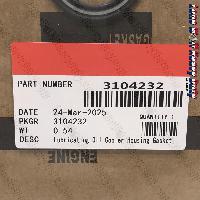 GASKET
PART NUMBER 3104232
DATE 24-Mar-2025
PKGR 3104232 QUANTITY 1
WT 0.54
DESC Lubricating Oil Cooler Housing Gasket
ENGINE